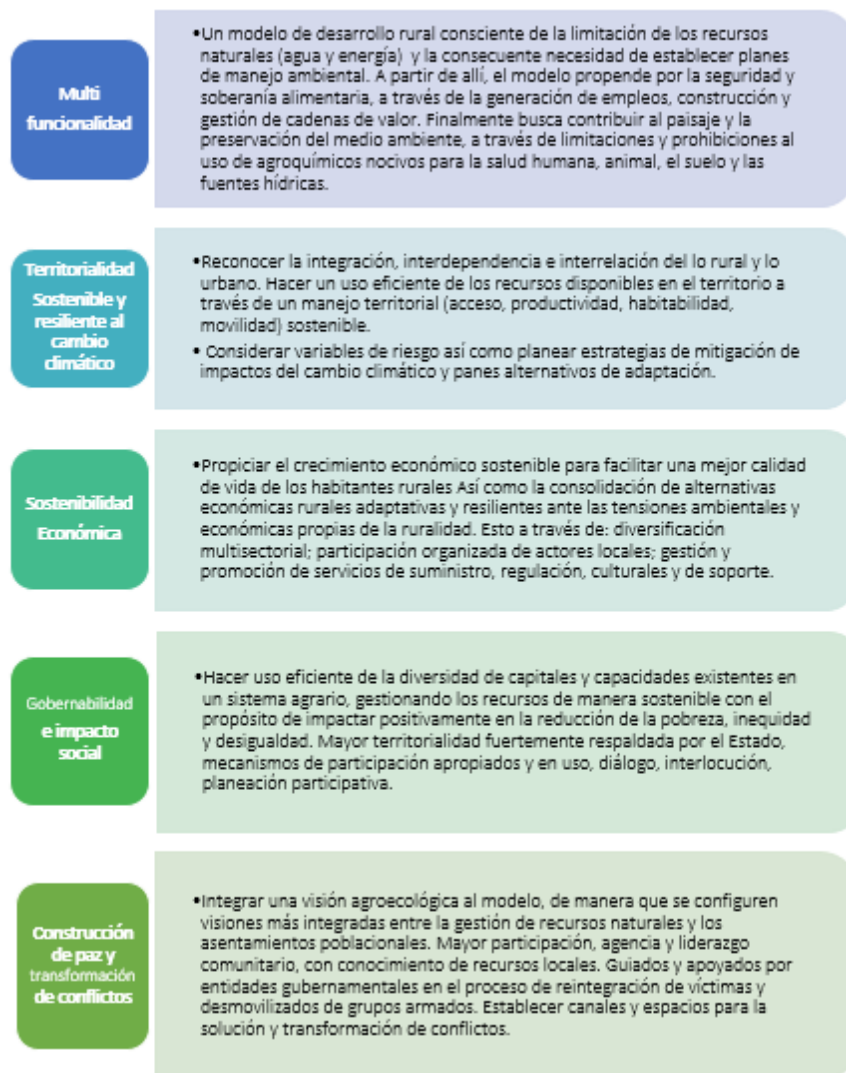 Multi
funcionalidad
•Un modelo de desarrollo rural consciente de la limitación de los recursos
naturales (agua y energía) y la consecuente necesidad de establecer planes
de manejo ambiental. A partir de allí, el modelo propende por la seguridad y
soberanía alimentaria, a través de la generación de empleos, construcción y
gestión de cadenas de valor. Finalmente busca contribuir al paisaje y la
preservación del medio ambiente, a través de limitaciones y prohibiciones al
uso de agroquímicos nocivos para la salud humana, animal, el suelo y las
fuentes hídricas.
Territorialidad
Sostenible y
resiliente al
cambio
climático
•Reconocer la integración, interdependencia e interrelación del lo rural y lo
urbano. Hacer un uso eficiente de los recursos disponibles en el territorio a
través de un manejo territorial (acceso, productividad, habitabilidad,
movilidad) sostenible.
• Considerar variables de riesgo así como planear estrategias de mitigación de
impactos del cambio climático y panes alternativos de adaptación.
Sostenibilidad
Económica
•Propiciar el crecimiento económico sostenible para facilitar una mejor calidad
de vida de los habitantes rurales Así como la consolidación de alternativas
económicas rurales adaptativas y resilientes ante las tensiones ambientales y
económicas propias de la ruralidad. Esto a través de: diversificación
multisectorial; participación organizada de actores locales; gestión y
promoción de servicios de suministro, regulación, culturales y de soporte.
Gobernabilidad
e impacto
social
•Hacer uso eficiente de la diversidad de capitales y capacidades existentes en
un sistema agrario, gestionando los recursos de manera sostenible con el
propósito de impactar positivamente en la reducción de la pobreza, inequidad
y desigualdad. Mayor territorialidad fuertemente respaldada por el Estado,
mecanismos de participación apropiados y en uso, diálogo, interlocución,
planeación participativa.
Construcción
de paz y
transformación
de conflictos
•Integrar una visión agroecológica al modelo, de manera que se configuren
visiones más integradas entre la gestión de recursos naturales y los
asentamientos poblacionales. Mayor participación, agencia y liderazgo
comunitario, con conocimiento de recursos locales. Guiados y apoyados por
entidades gubernamentales en el proceso de reintegración de víctimas y
desmovilizados de grupos armados. Establecer canales y espacios para la
solución y transformación de conflictos.